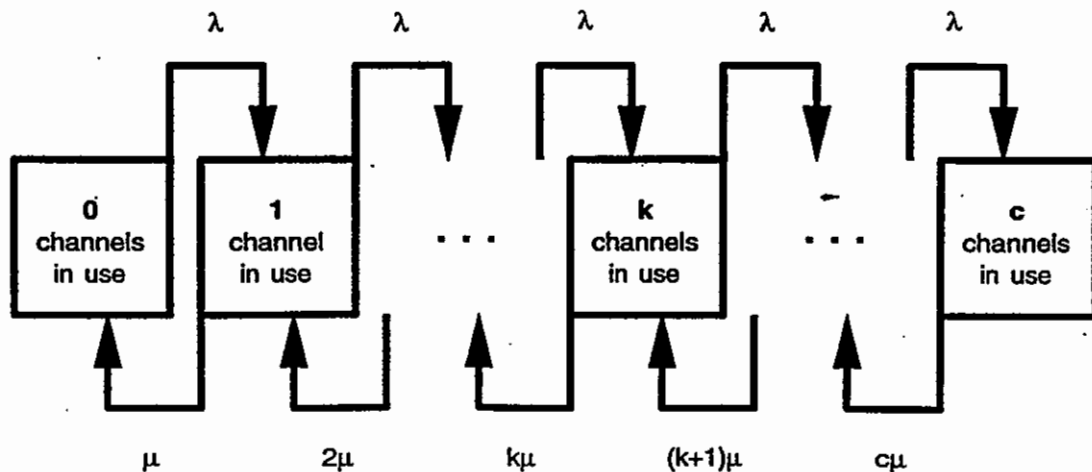 λ λ λ λ λ
0 channels in use
1 channel in use
. . .
k channels in use
. . .
c channels in use
μ 2μ kμ (k+1)μ cμ